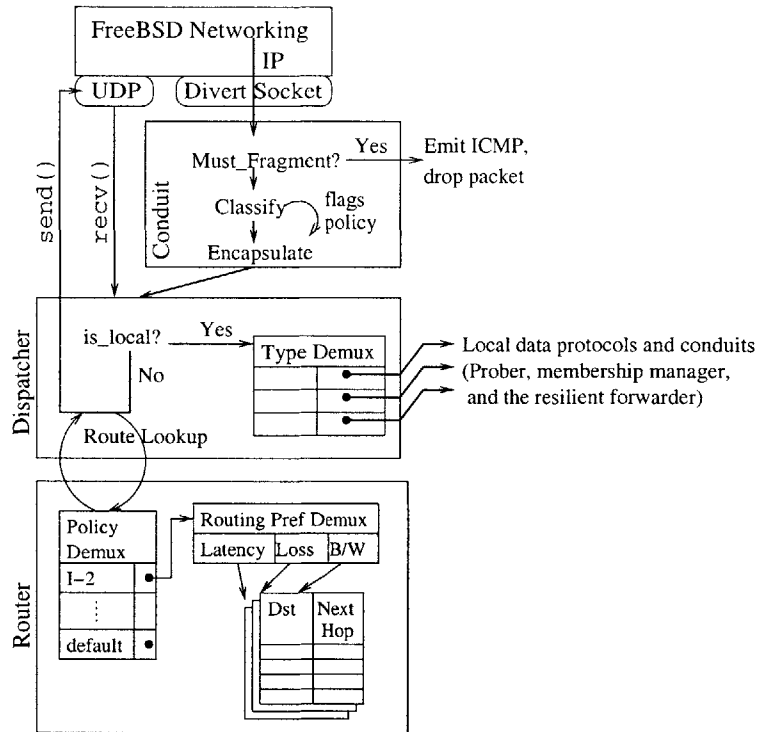 FreeBSD Networking
IP
UDP
Divert Socket
send()
recv()
Conduit
Must_Fragment?
Yes
Emit ICMP,
drop packet
Classify
flags
policy
Encapsulate
Dispatcher
is_local?
Yes
No
Type Demux
Local data protocols and conduits
(Prober, membership manager,
and the resilient forwarder)
Route Lookup
Router
Policy
Demux
I-2
⋮
default
Routing Pref Demux
Latency
Loss
B/W
Dst
Next
Hop